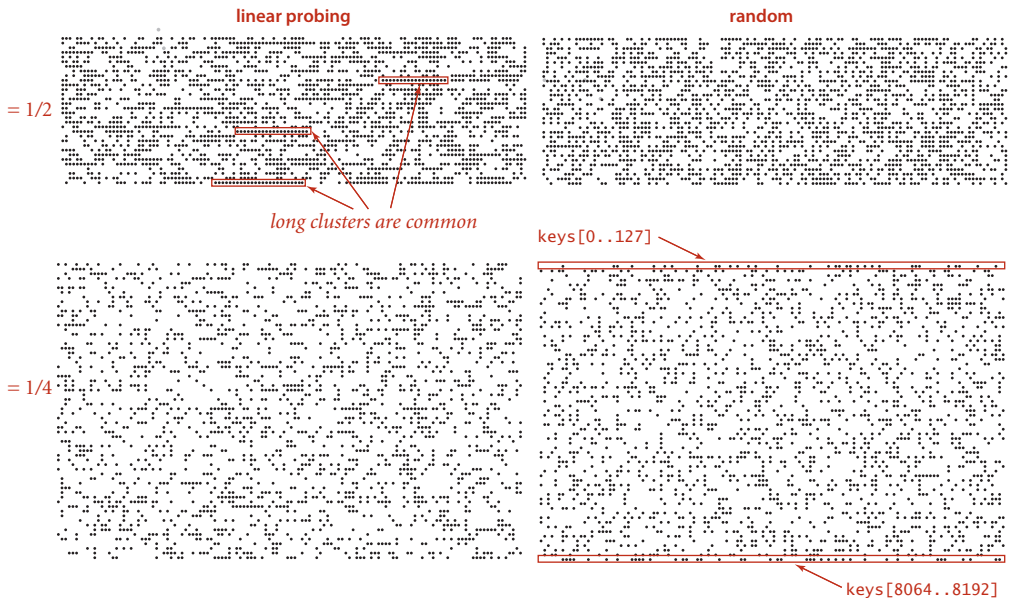 linear probing
random
= 1/2
long clusters are common
keys[0..127]
= 1/4
keys[8064..8192]